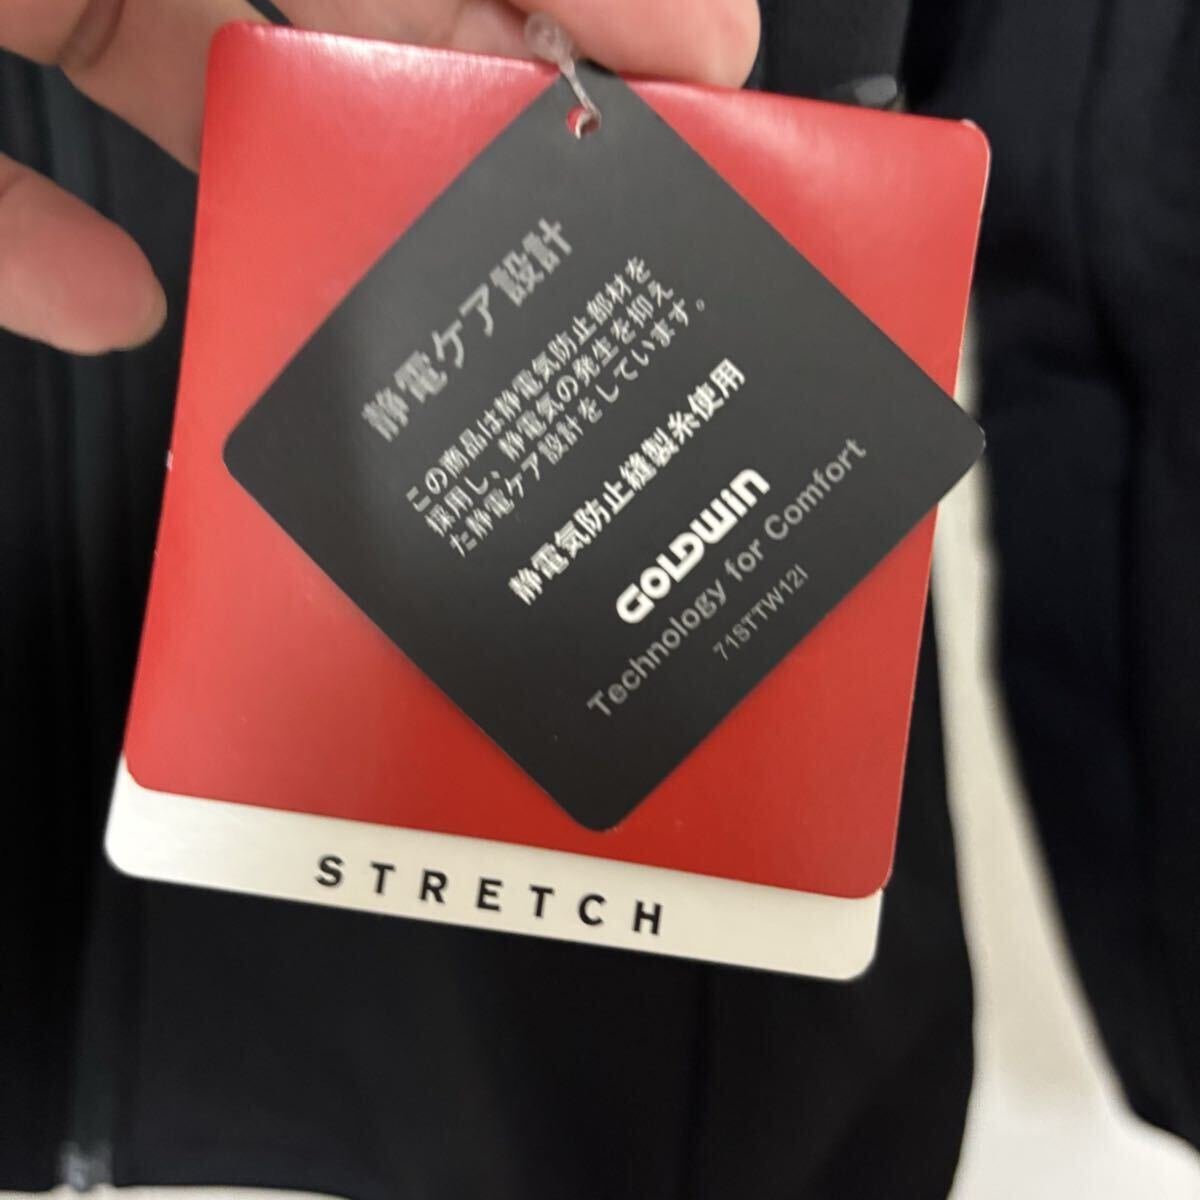 静電ケア設計
この商品は静電気防止部材を
採用し、静電気の発生を抑え
た静電ケア設計をしています。
静電気防止縫製糸使用
GOLDWIN
Technology for Comfort
71STTW12I
STRETCH